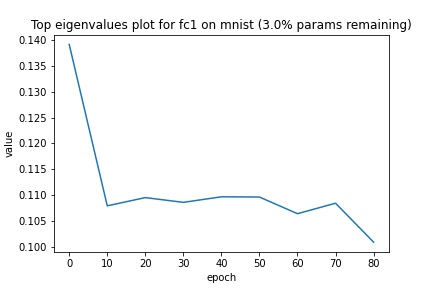 Top eigenvalues plot for fc1 on mnist (3.0% params remaining)
0.140
0.135
0.130
0.125
0.120
0.115
0.110
0.105
0.100
value
0 10 20 30 40 50 60 70 80
epoch